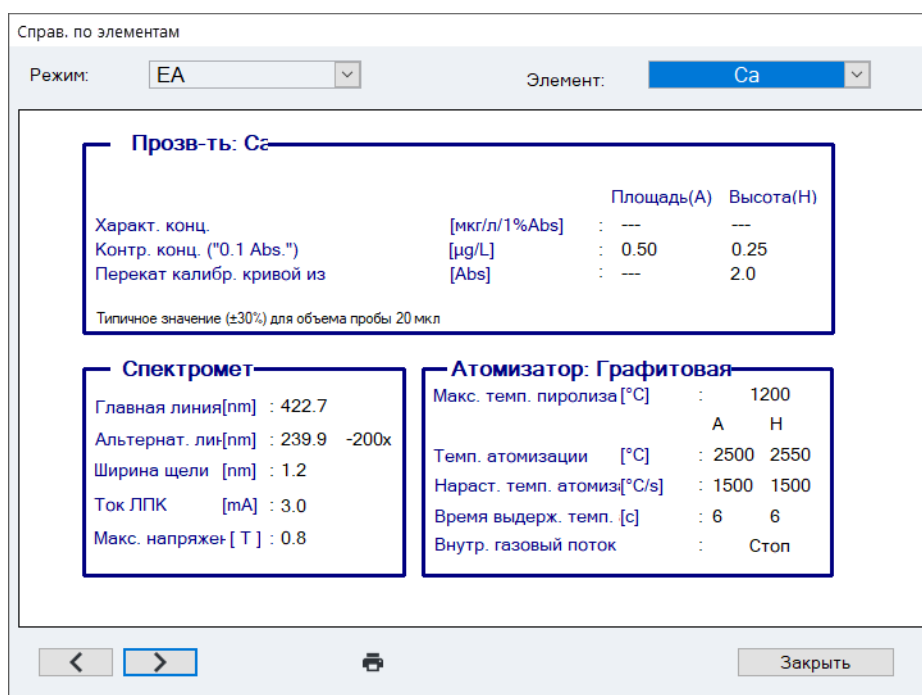 Справ. по элементам
Режим: EA Элемент: Ca
Прозв-ть: Ca
Площадь(A) Высота(H)
Характ. конц. [мкг/л/1%Abs] : --- ---
Контр. конц. ("0.1 Abs.") [µg/L] : 0.50 0.25
Перекат калибр. кривой из [Abs] : --- 2.0
Типичное значение (±30%) для объема пробы 20 мкл
Спектромет
Главная линия[nm] : 422.7
Альтернат. лин[nm] : 239.9 -200x
Ширина щели [nm] : 1.2
Ток ЛПК [mA] : 3.0
Макс. напряжен[ T ] : 0.8
Атомизатор: Графитовая
Макс. темп. пиролиза[°C] : 1200
A H
Темп. атомизации [°C] : 2500 2550
Нараст. темп. атомиза[°C/s] : 1500 1500
Время выдерж. темп. [c] : 6 6
Внутр. газовый поток : Стоп
Закрыть